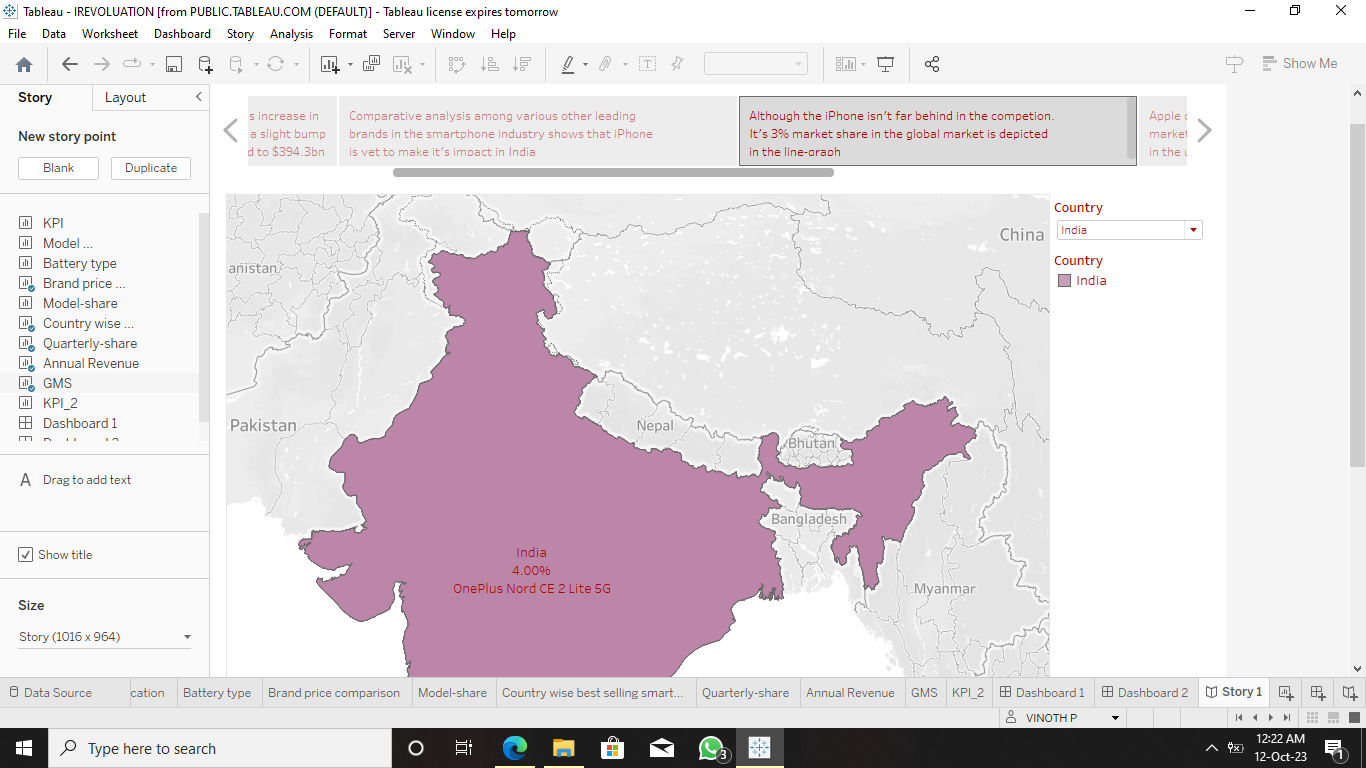 Tableau - IREVOLUATION [from PUBLIC.TABLEAU.COM (DEFAULT)] - Tableau license expires tomorrow
File Data Worksheet Dashboard Story Analysis Format Server Window Help
Show Me
Story Layout
New story point
Blank Duplicate
KPI
Model ...
Battery type
Brand price ...
Model-share
Country wise ...
Quarterly-share
Annual Revenue
GMS
KPI_2
Dashboard 1
A Drag to add text
Show title
Size
Story (1016 x 964)
s increase in
a slight bump
d to $394.3bn
Comparative analysis among various other leading
brands in the smartphone industry shows that iPhone
is yet to make it's impact in India
Although the iPhone isn't far behind in the competion.
It's 3% market share in the global market is depicted
in the line-graph
Apple
market
in the
China
anistan
Pakistan
Nepal
Bhutan
Bangladesh
Myanmar
India
4.00%
OnePlus Nord CE 2 Lite 5G
Country
India
Country
India
Data Source cation Battery type Brand price comparison Model-share Country wise best selling smart... Quarterly-share Annual Revenue GMS KPI_2 Dashboard 1 Dashboard 2 Story 1
VINOTH P
Type here to search
3
12:22 AM
12-Oct-23
1